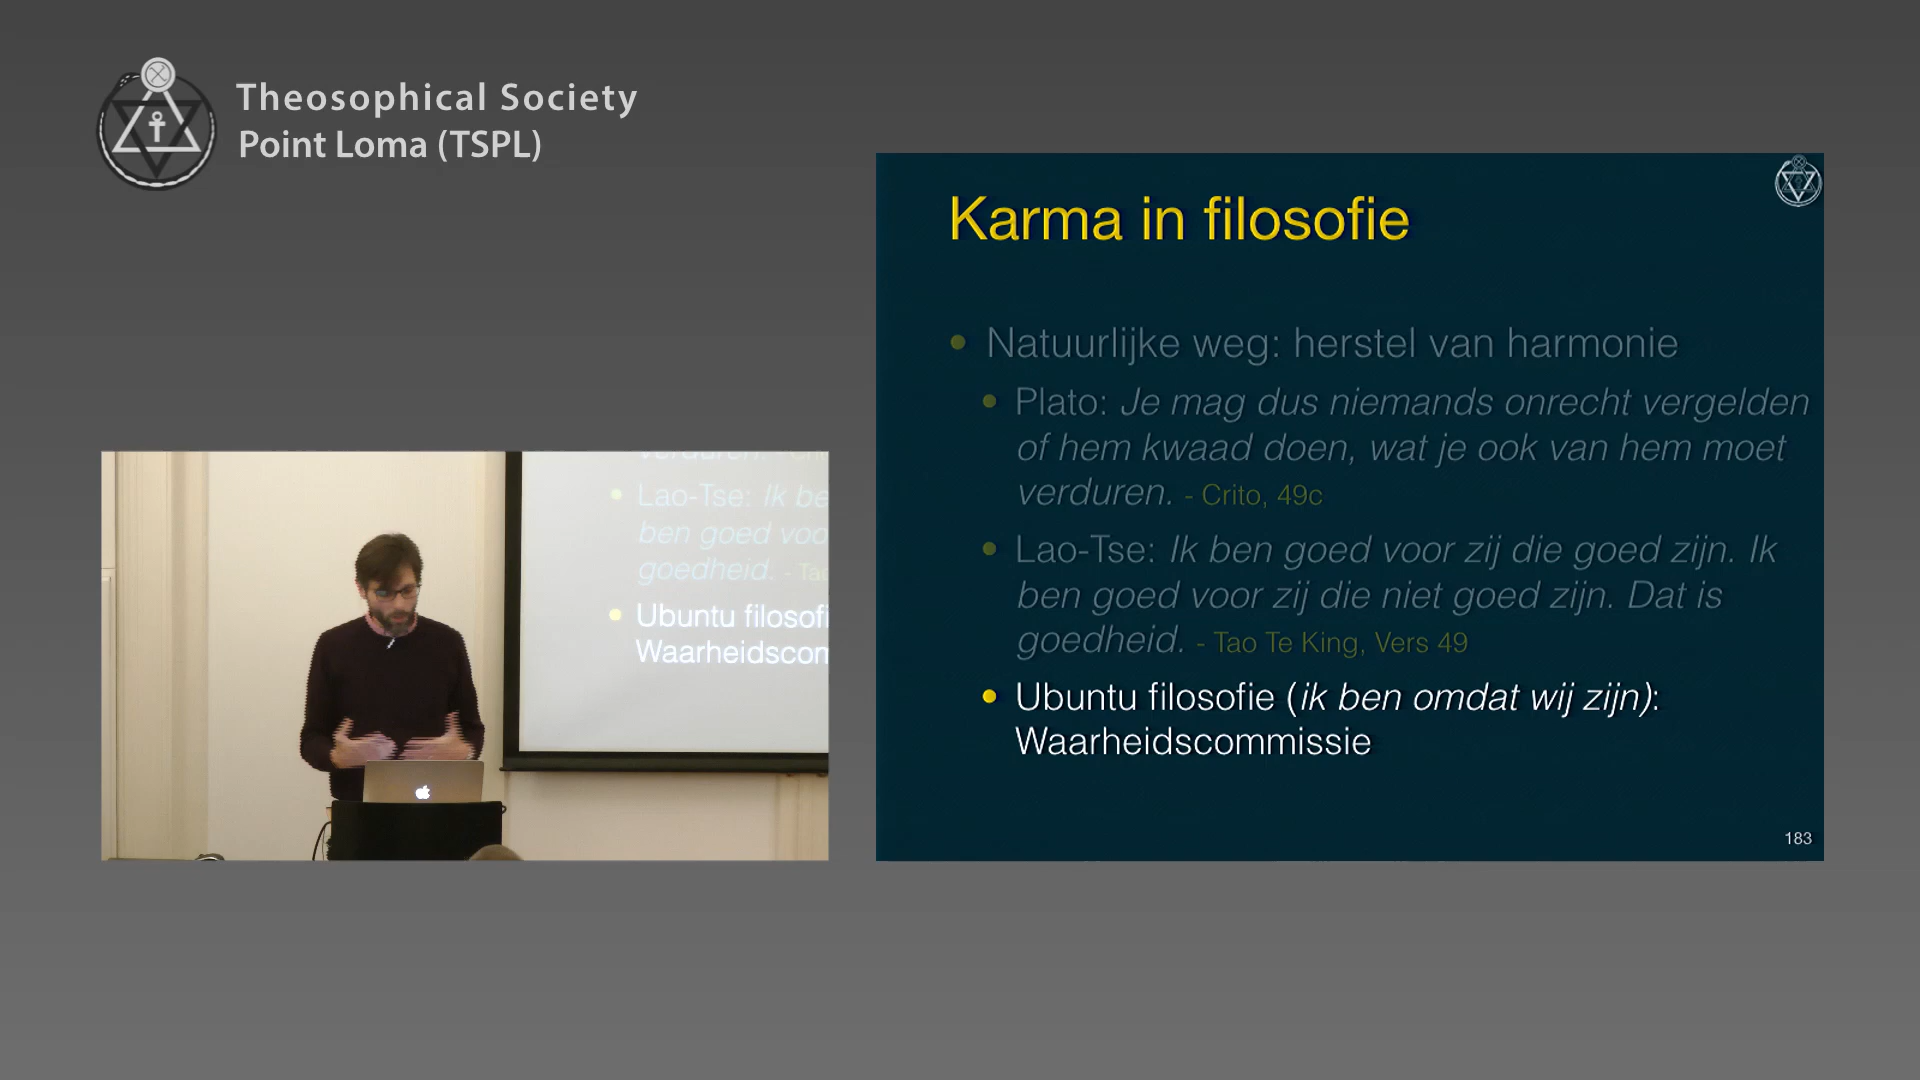 Theosophical Society
Point Loma (TSPL)
Karma in filosofie
• Natuurlijke weg: herstel van harmonie
• Plato: Je mag dus niemands onrecht vergelden
of hem kwaad doen, wat je ook van hem moet
verduren. - Crito, 49c
• Lao-Tse: Ik ben goed voor zij die goed zijn. Ik
ben goed voor zij die niet goed zijn. Dat is
goedheid. - Tao Te King, Vers 49
• Ubuntu filosofie (ik ben omdat wij zijn):
Waarheidscommissie
183
• Lao-Tse: Ik be
ben goed voo
goedheid. - Tao
• Ubuntu filosofi
Waarheidscom